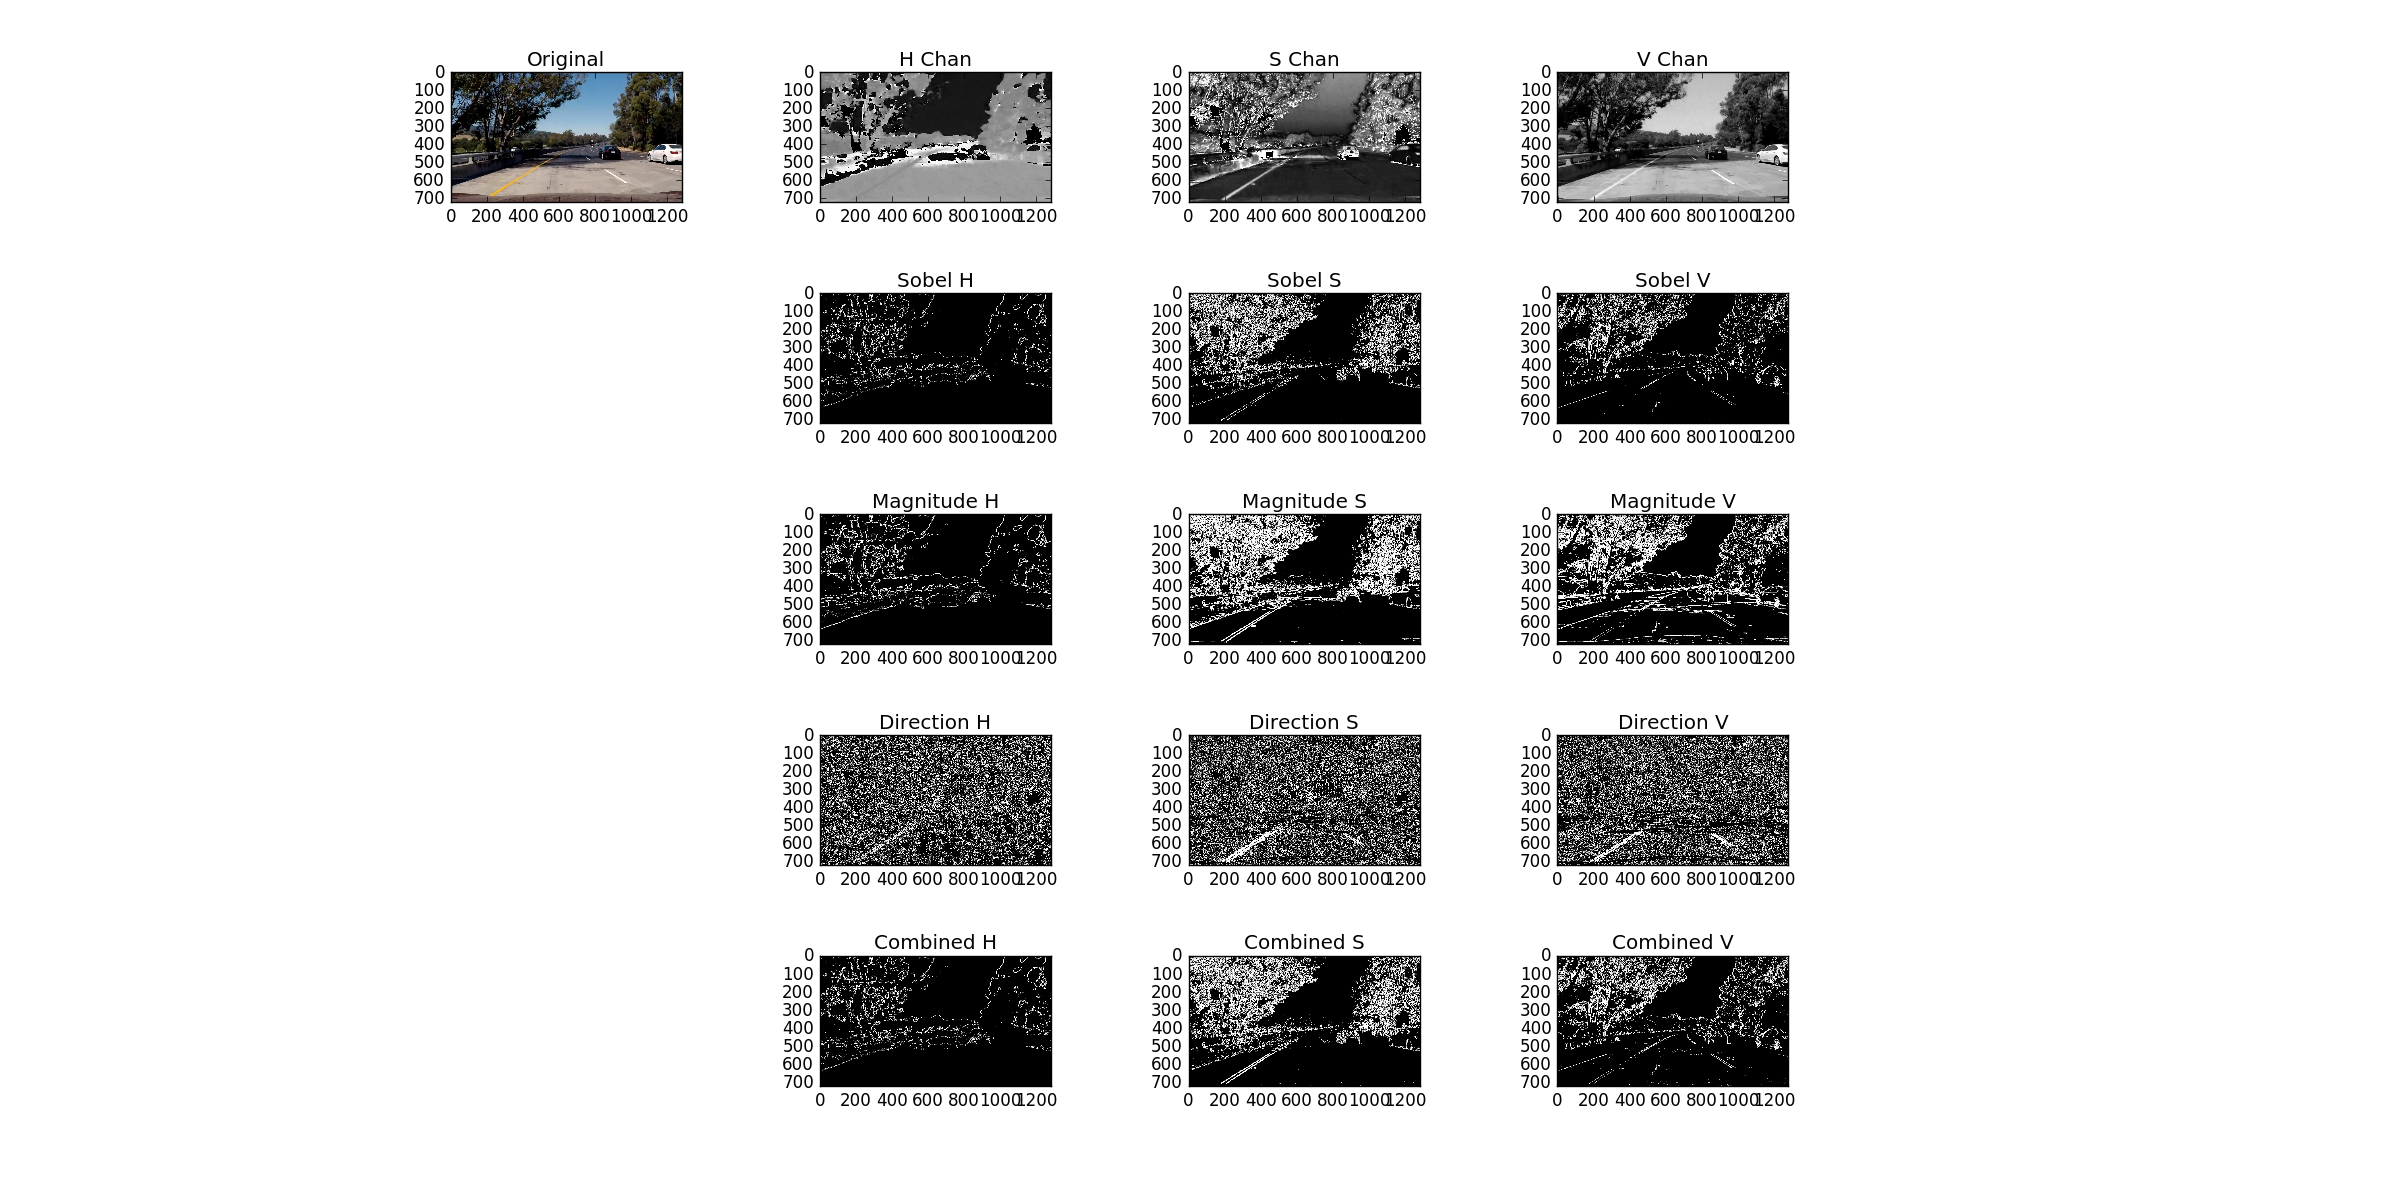 Original H Chan S Chan V Chan
0 0 0 0
100 100 100 100
200 200 200 200
300 300 300 300
400 400 400 400
500 500 500 500
600 600 600 600
700 700 700 700
0 200 400 600 800 1000 1200 0 200 400 600 800 1000 1200 0 200 400 600 800 1000 1200 0 200 400 600 800 1000 1200
Sobel H Sobel S Sobel V
0 0 0
100 100 100
200 200 200
300 300 300
400 400 400
500 500 500
600 600 600
700 700 700
0 200 400 600 800 1000 1200 0 200 400 600 800 1000 1200 0 200 400 600 800 1000 1200
Magnitude H Magnitude S Magnitude V
0 0 0
100 100 100
200 200 200
300 300 300
400 400 400
500 500 500
600 600 600
700 700 700
0 200 400 600 800 1000 1200 0 200 400 600 800 1000 1200 0 200 400 600 800 1000 1200
Direction H Direction S Direction V
0 0 0
100 100 100
200 200 200
300 300 300
400 400 400
500 500 500
600 600 600
700 700 700
0 200 400 600 800 1000 1200 0 200 400 600 800 1000 1200 0 200 400 600 800 1000 1200
Combined H Combined S Combined V
0 0 0
100 100 100
200 200 200
300 300 300
400 400 400
500 500 500
600 600 600
700 700 700
0 200 400 600 800 1000 1200 0 200 400 600 800 1000 1200 0 200 400 600 800 1000 1200